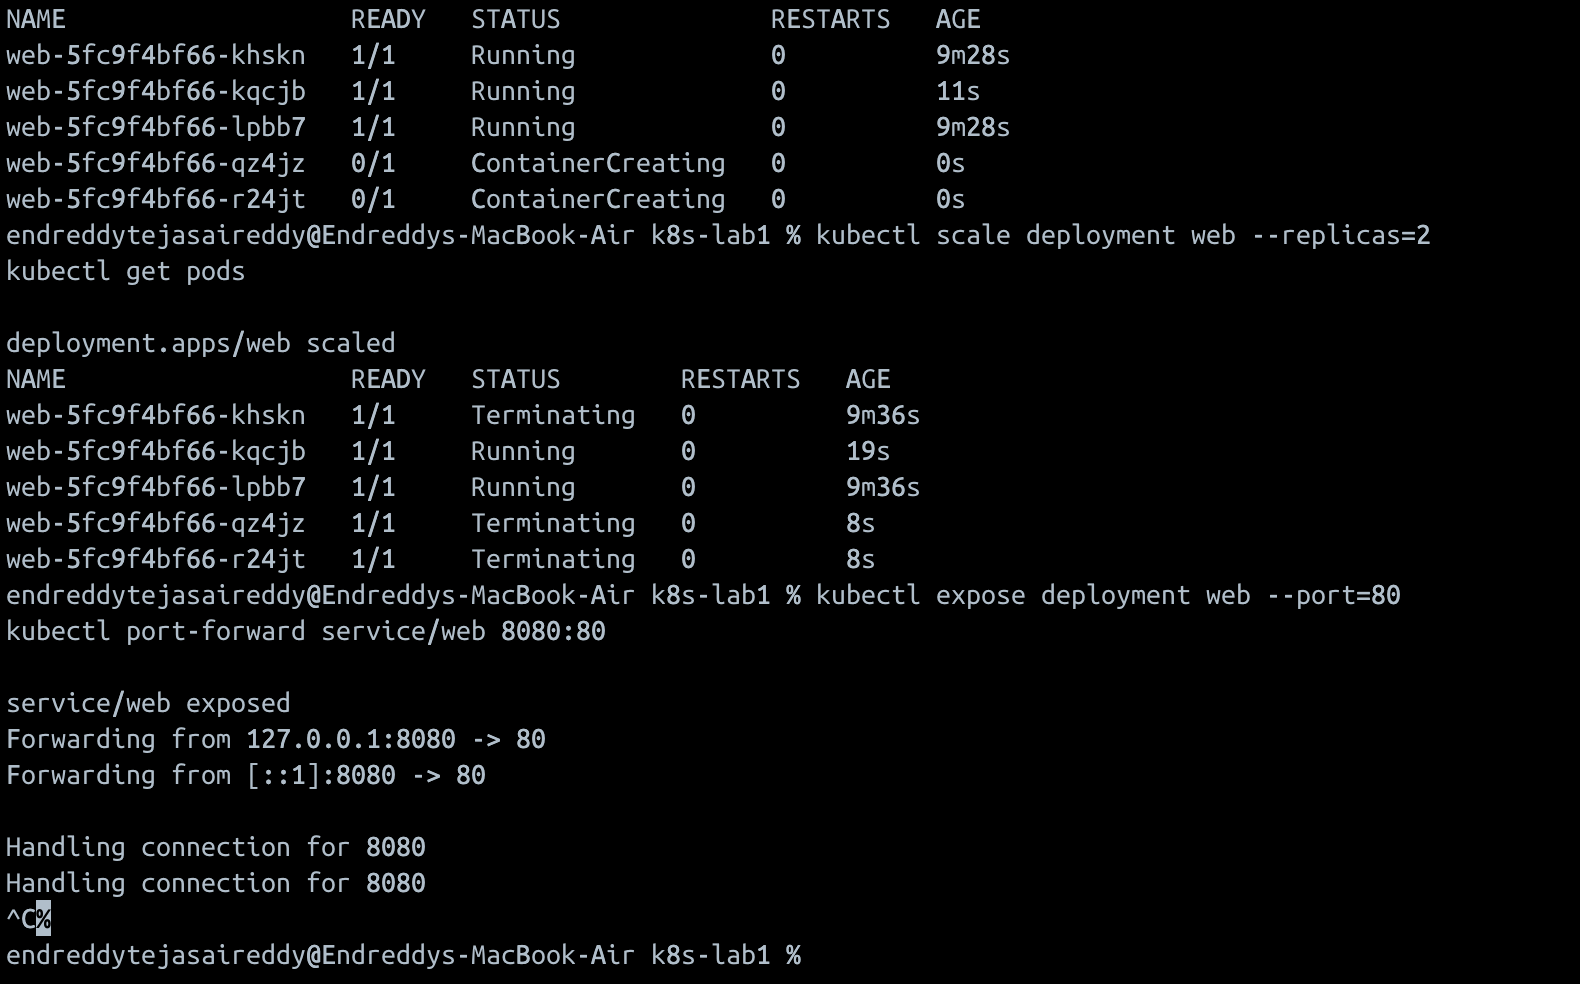 NAME                   READY   STATUS              RESTARTS   AGE
web-5fc9f4bf66-khskn   1/1     Running             0          9m28s
web-5fc9f4bf66-kqcjb   1/1     Running             0          11s
web-5fc9f4bf66-lpbb7   1/1     Running             0          9m28s
web-5fc9f4bf66-qz4jz   0/1     ContainerCreating   0          0s
web-5fc9f4bf66-r24jt   0/1     ContainerCreating   0          0s
endreddytejasaireddy@Endreddys-MacBook-Air k8s-lab1 % kubectl scale deployment web --replicas=2
kubectl get pods

deployment.apps/web scaled
NAME                   READY   STATUS        RESTARTS   AGE
web-5fc9f4bf66-khskn   1/1     Terminating   0          9m36s
web-5fc9f4bf66-kqcjb   1/1     Running       0          19s
web-5fc9f4bf66-lpbb7   1/1     Running       0          9m36s
web-5fc9f4bf66-qz4jz   1/1     Terminating   0          8s
web-5fc9f4bf66-r24jt   1/1     Terminating   0          8s
endreddytejasaireddy@Endreddys-MacBook-Air k8s-lab1 % kubectl expose deployment web --port=80
kubectl port-forward service/web 8080:80

service/web exposed
Forwarding from 127.0.0.1:8080 -> 80
Forwarding from [::1]:8080 -> 80

Handling connection for 8080
Handling connection for 8080
^C%
endreddytejasaireddy@Endreddys-MacBook-Air k8s-lab1 %